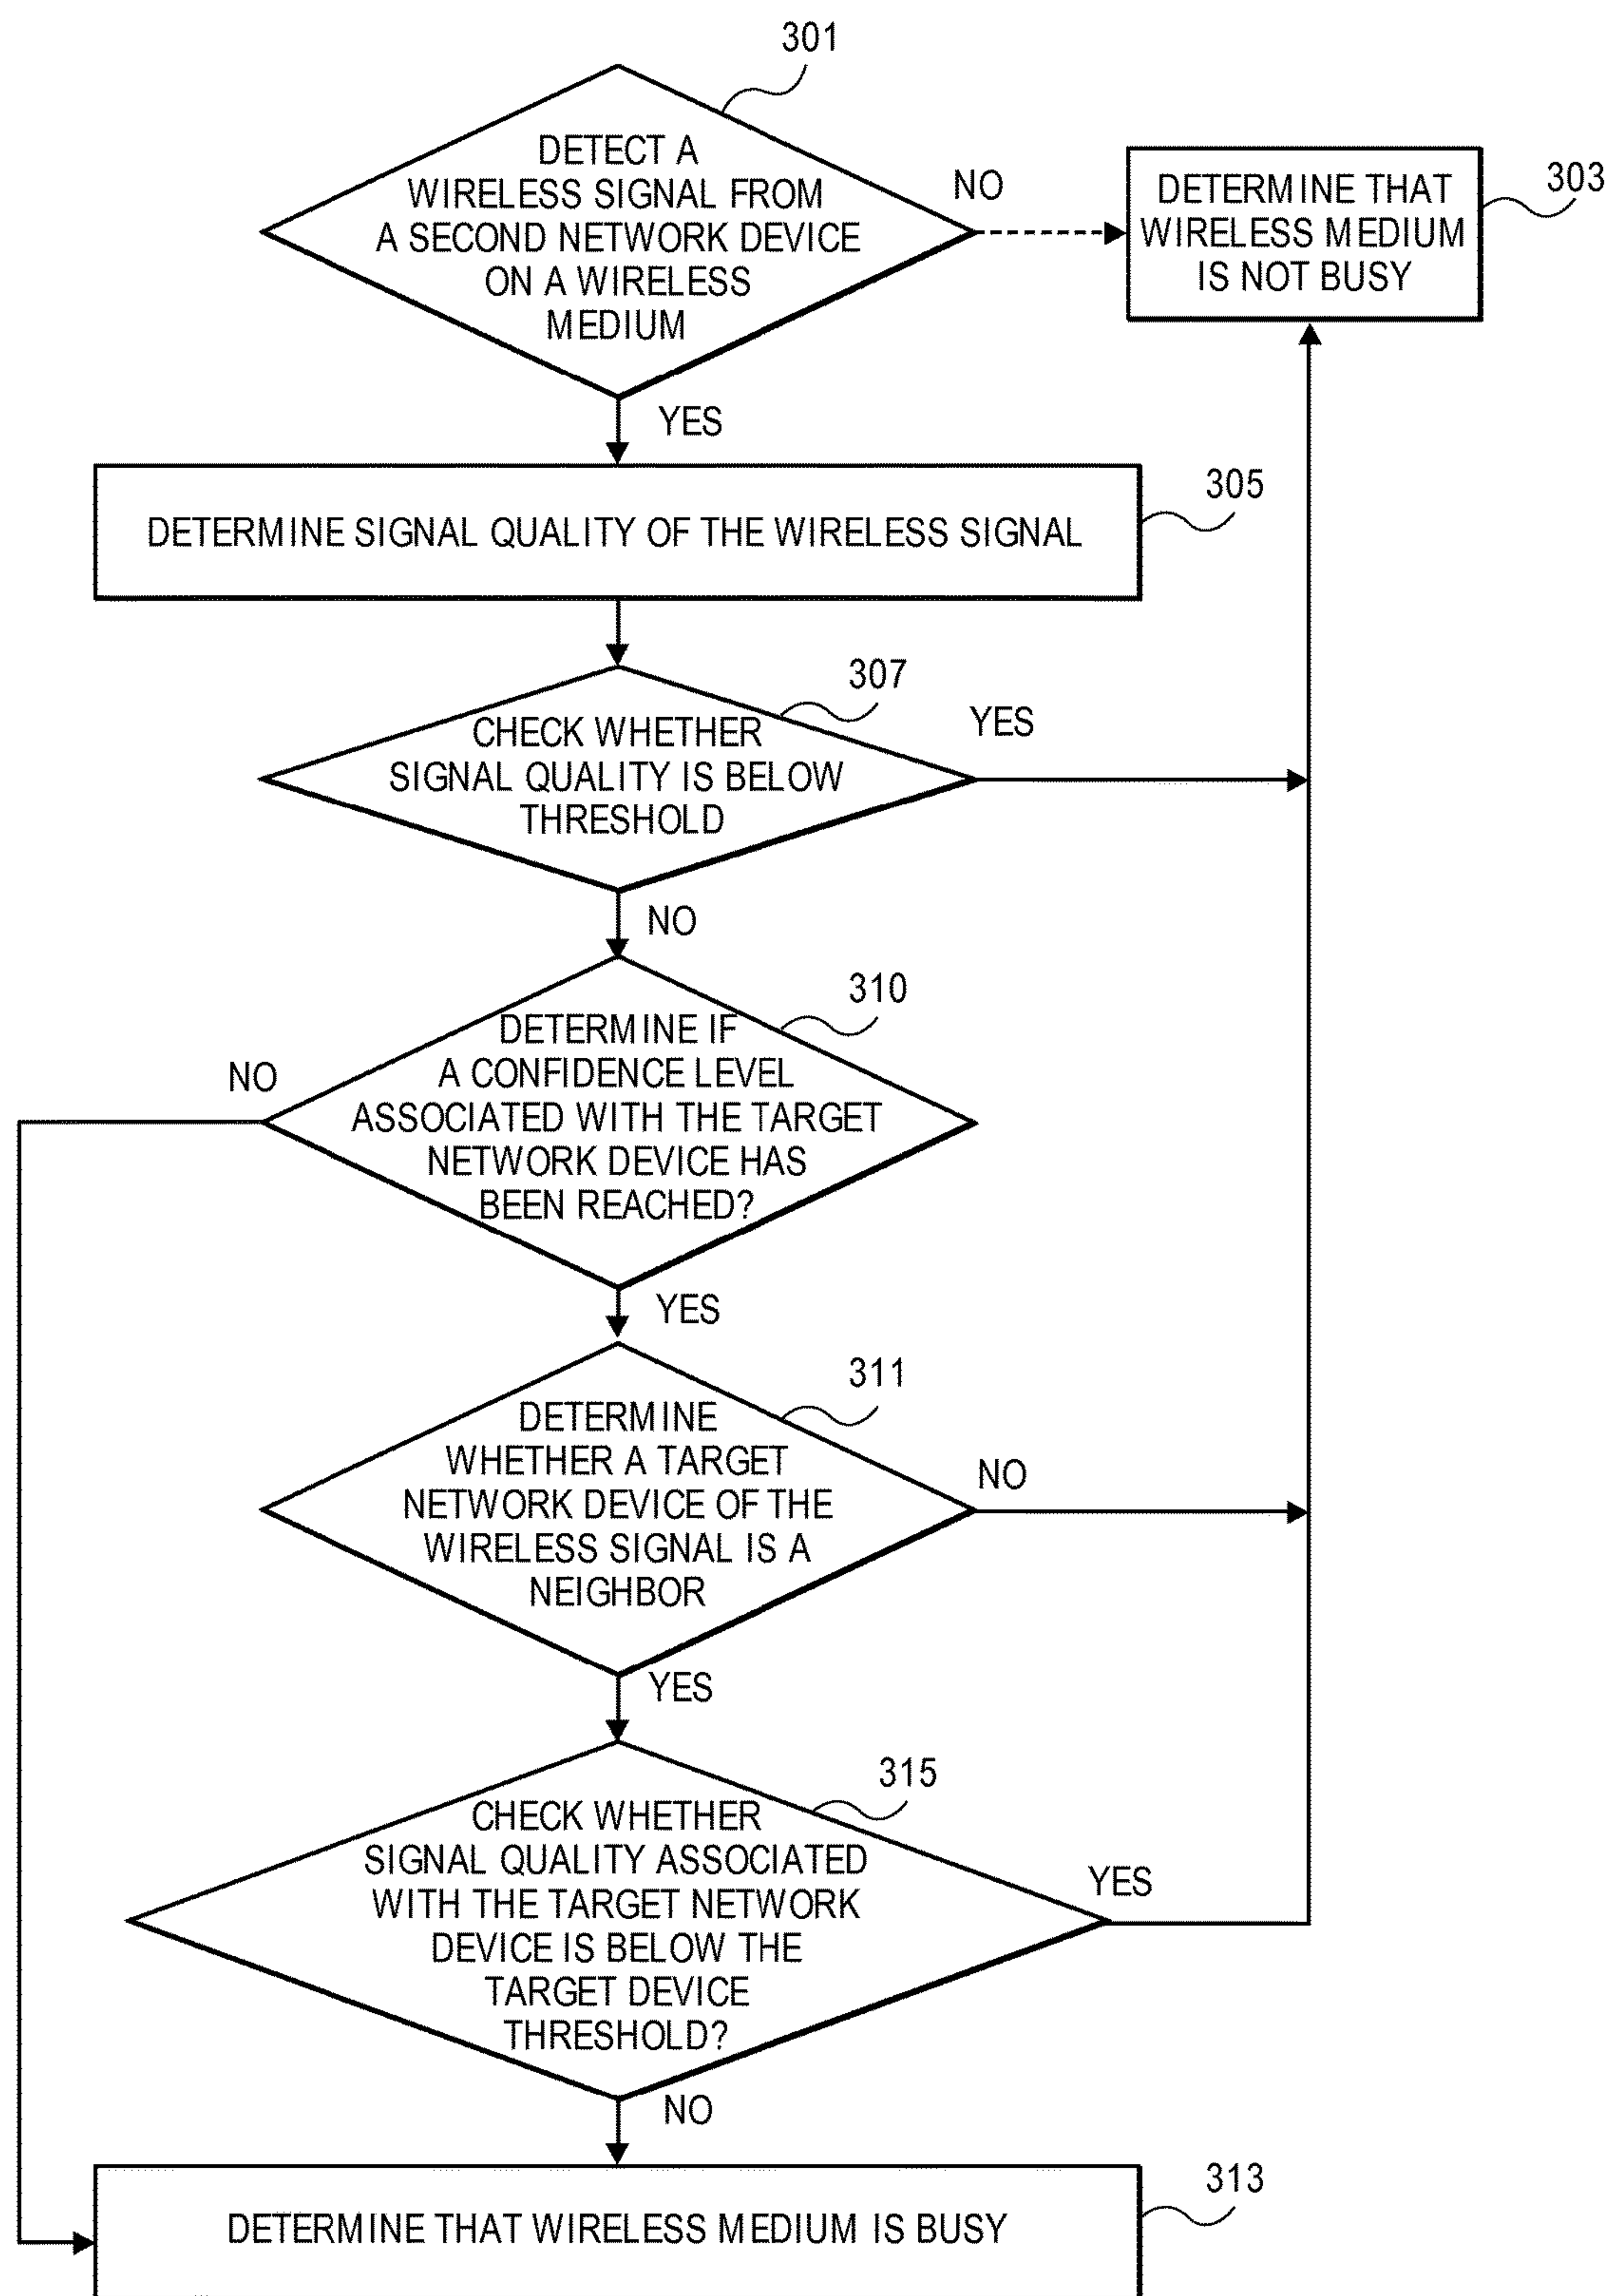 301
DETECT A
WIRELESS SIGNAL FROM
A SECOND NETWORK DEVICE
ON A WIRELESS
MEDIUM
NO
DETERMINE THAT
WIRELESS MEDIUM
IS NOT BUSY
303
YES
305
DETERMINE SIGNAL QUALITY OF THE WIRELESS SIGNAL
307
CHECK WHETHER
SIGNAL QUALITY IS BELOW
THRESHOLD
YES
NO
310
DETERMINE IF
A CONFIDENCE LEVEL
ASSOCIATED WITH THE TARGET
NETWORK DEVICE HAS
BEEN REACHED?
NO
YES
311
DETERMINE
WHETHER A TARGET
NETWORK DEVICE OF THE
WIRELESS SIGNAL IS A
NEIGHBOR
NO
YES
315
CHECK WHETHER
SIGNAL QUALITY ASSOCIATED
WITH THE TARGET NETWORK
DEVICE IS BELOW THE
TARGET DEVICE
THRESHOLD?
YES
NO
313
DETERMINE THAT WIRELESS MEDIUM IS BUSY